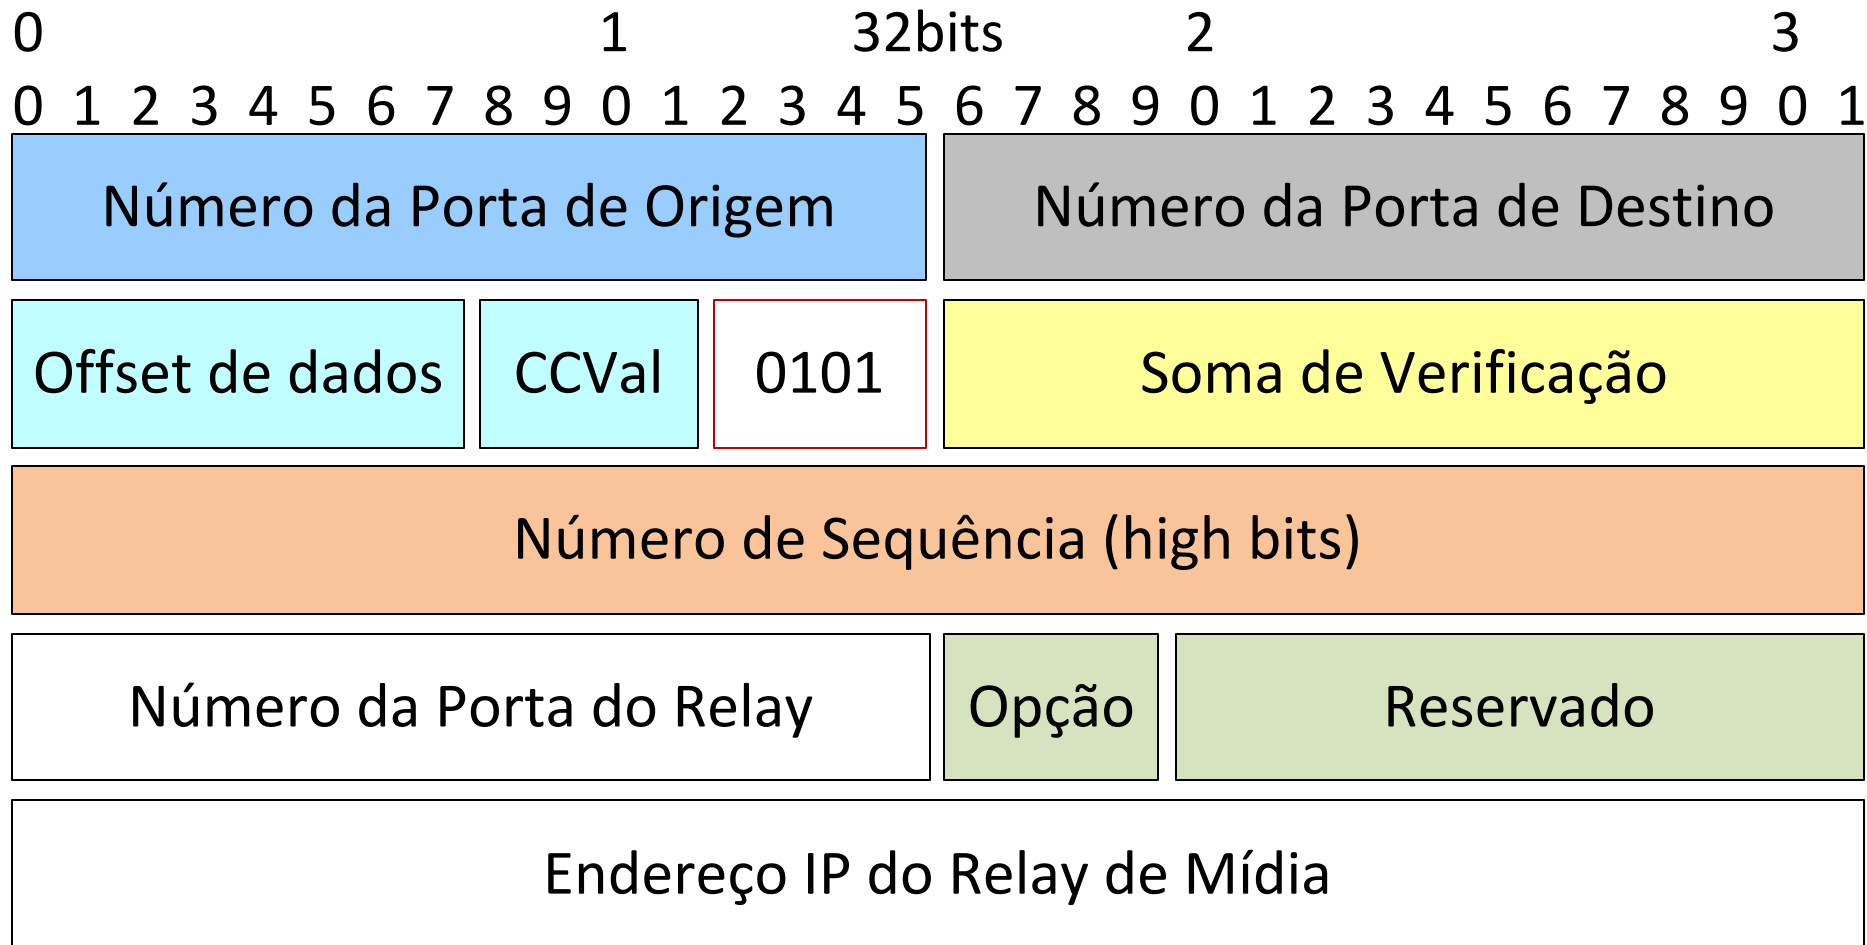 0 1 32bits 2 3
0 1 2 3 4 5 6 7 8 9 0 1 2 3 4 5 6 7 8 9 0 1 2 3 4 5 6 7 8 9 0 1
Número da Porta de Origem Número da Porta de Destino
Offset de dados CCVal 0101 Soma de Verificação
Número de Sequência (high bits)
Número da Porta do Relay Opção Reservado
Endereço IP do Relay de Mídia